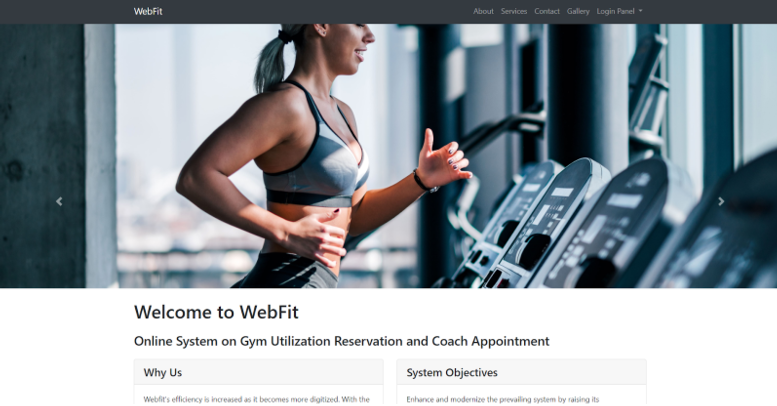 WebFit
About Services Contact Gallery Login Panel
Welcome to WebFit
Online System on Gym Utilization Reservation and Coach Appointment
Why Us
System Objectives
Webfit's efficiency is increased as it becomes more digitized. With the
Enhance and modernize the prevailing system by raising its